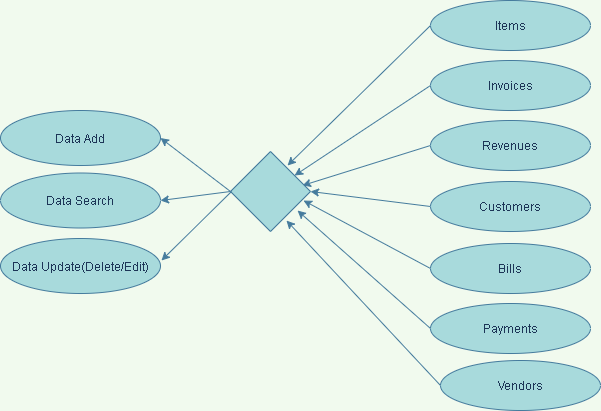 Items
Invoices
Revenues
Customers
Bills
Payments
Vendors
Data Add
Data Search
Data Update(Delete/Edit)